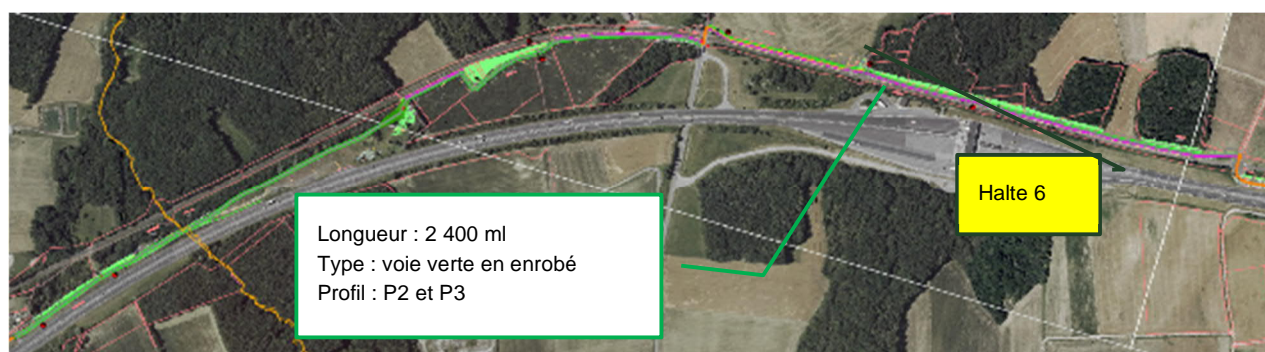 Longueur : 2 400 ml
Type : voie verte en enrobé
Profil : P2 et P3
Halte 6